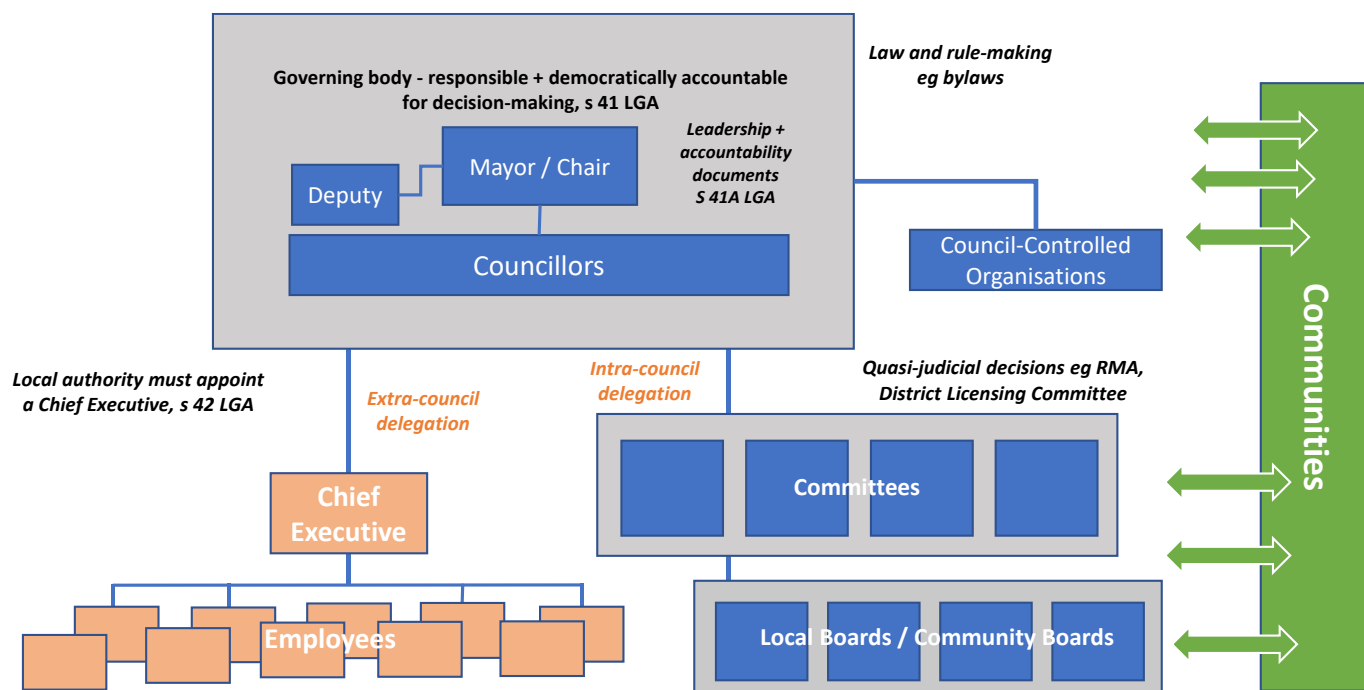 Governing body - responsible + democratically accountable
for decision-making, s 41 LGA
Law and rule-making
eg bylaws
Leadership +
accountability
documents
S 41A LGA
Mayor / Chair
Deputy
Councillors
Council-Controlled
Organisations
Communities
Local authority must appoint
a Chief Executive, s 42 LGA
Extra-council
delegation
Intra-council
delegation
Quasi-judicial decisions eg RMA,
District Licensing Committee
Chief
Executive
Committees
Employees
Local Boards / Community Boards